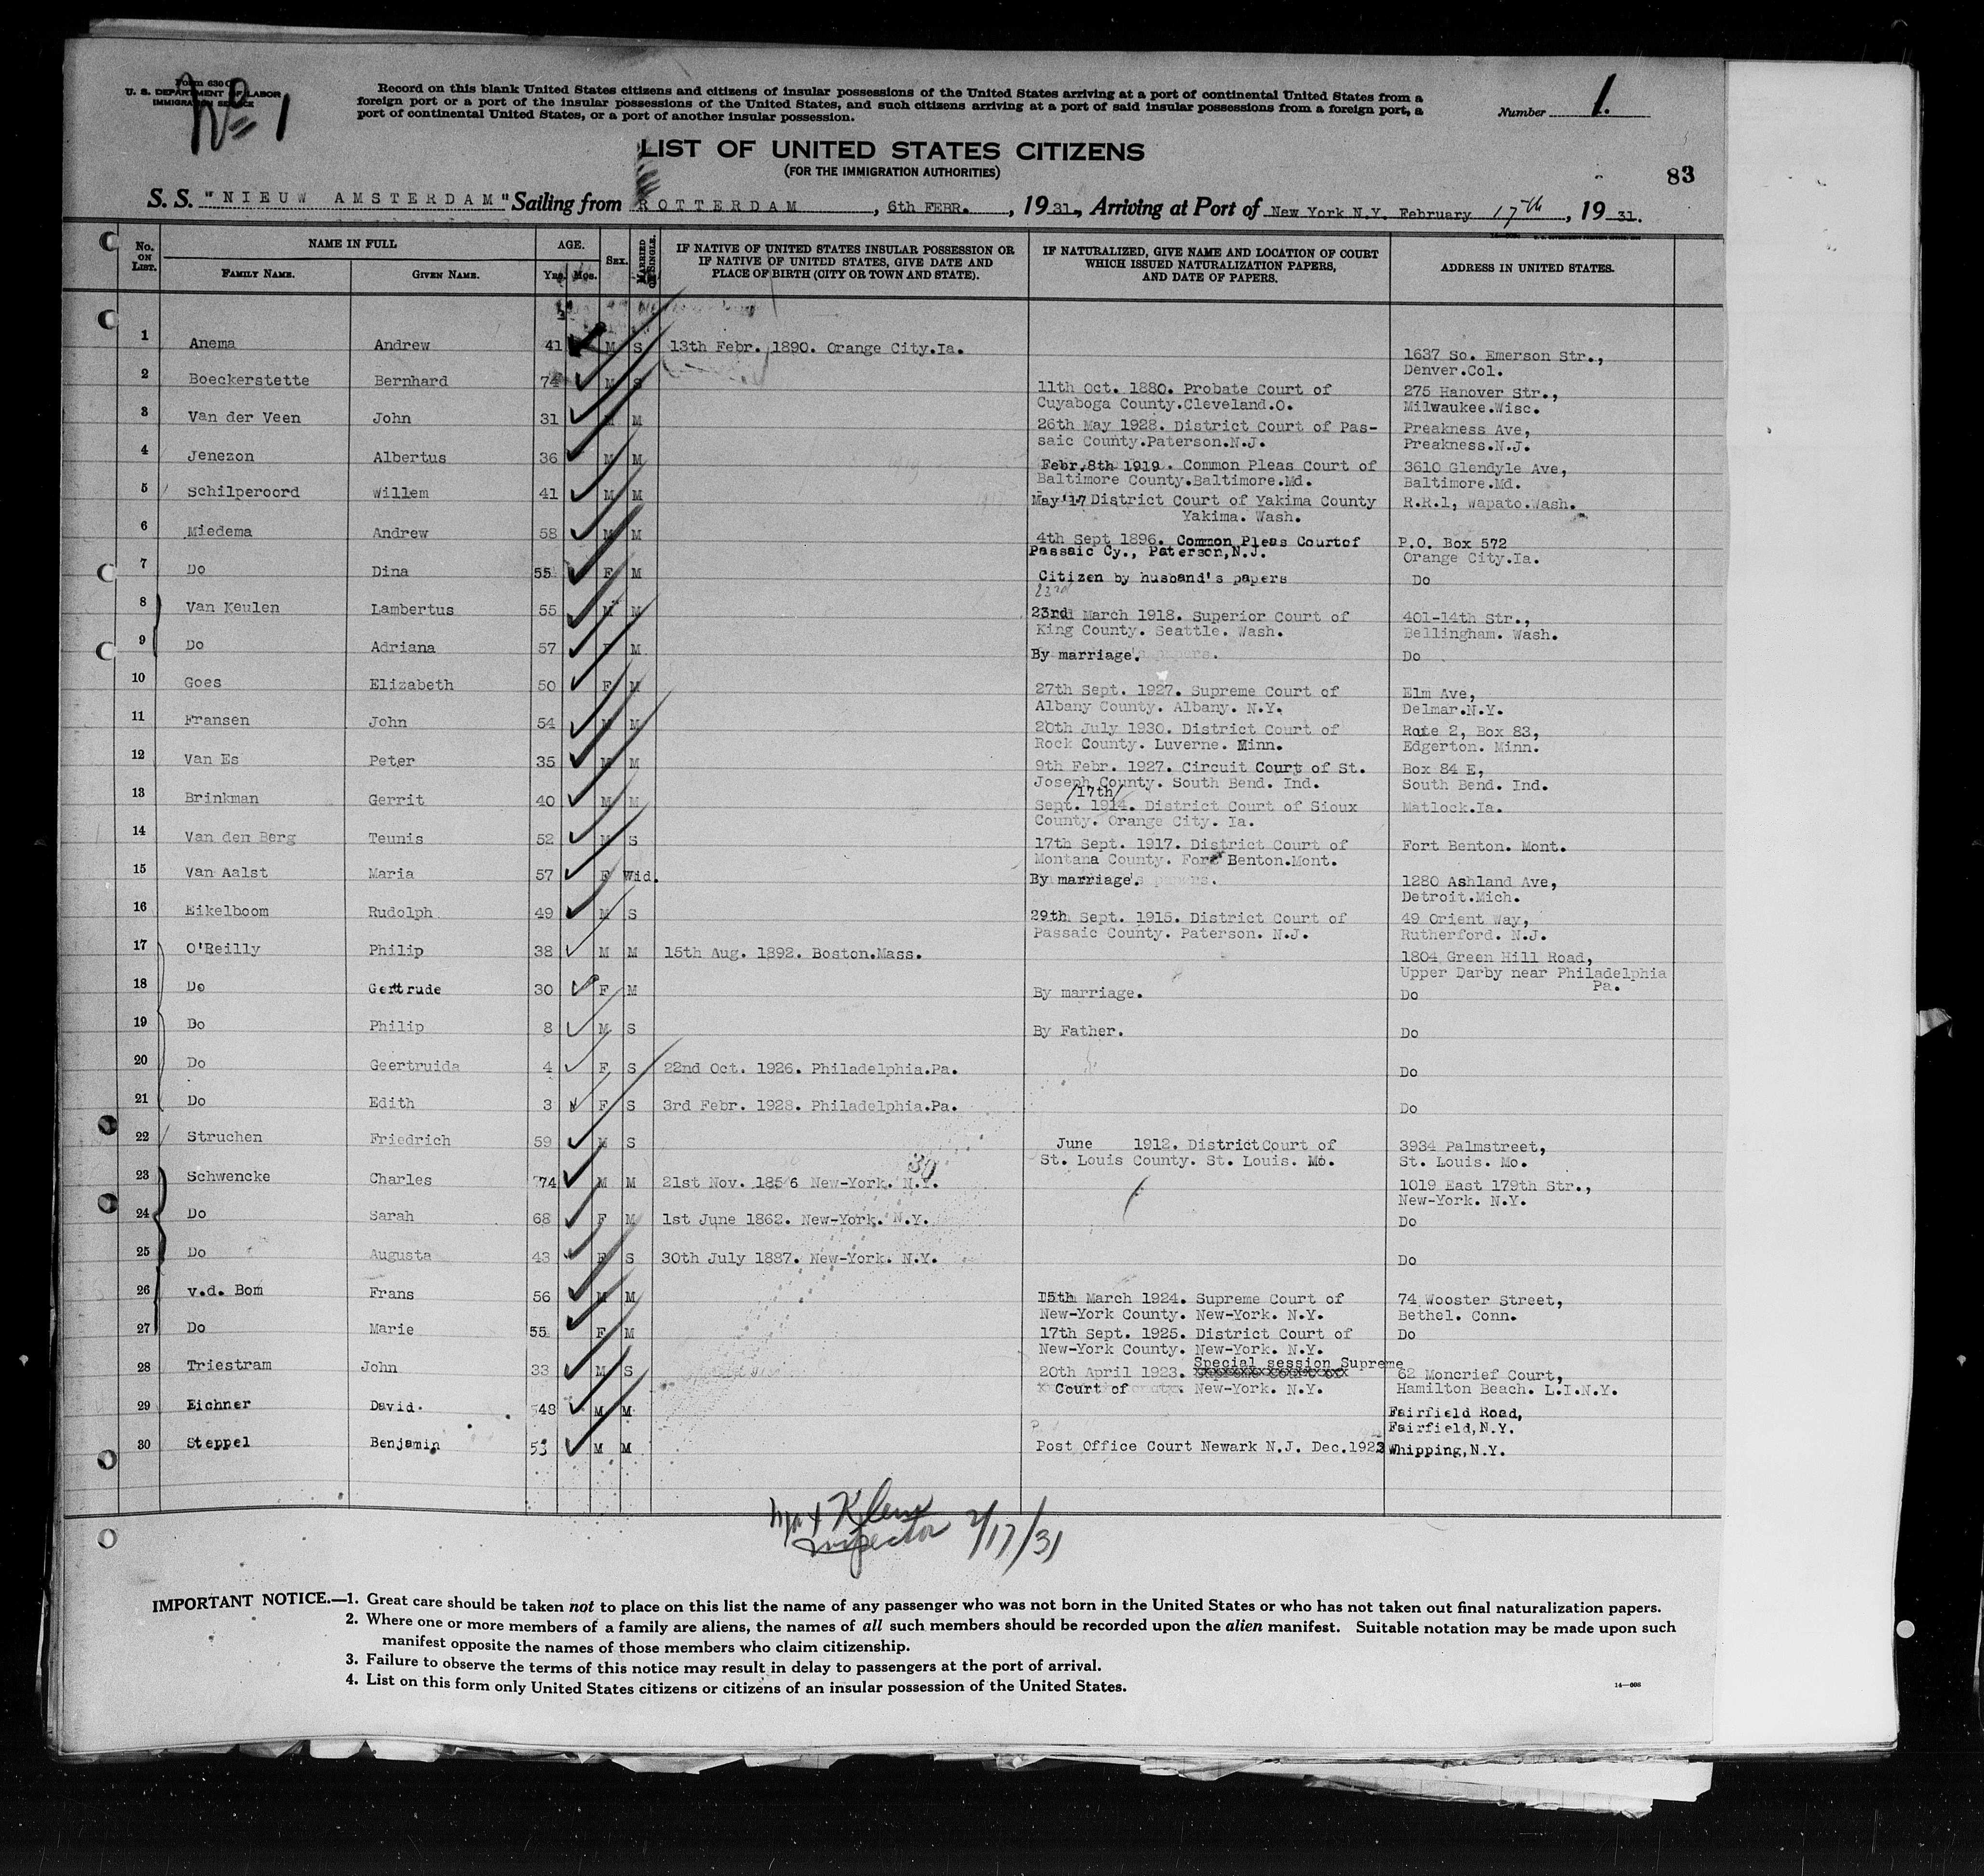 Form 630 C
U. S. DEPARTMENT OF LABOR
IMMIGRATION SERVICE
No 1
Record on this blank United States citizens and citizens of insular possessions of the United States arriving at a port of continental United States from a
foreign port or a port of the insular possessions of the United States, and such citizens arriving at a port of said insular possessions from a foreign port, a
port of continental United States, or a port of another insular possession.
Number 1.
LIST OF UNITED STATES CITIZENS
(FOR THE IMMIGRATION AUTHORITIES)
83
S. S. "NIEUW AMSTERDAM" Sailing from ROTTERDAM, 6th FEBR., 1931., Arriving at Port of New York N.Y. February 17th, 1931.
No. ON LIST. NAME IN FULL AGE. SEX. MARRIED OR SINGLE. IF NATIVE OF UNITED STATES INSULAR POSSESSION OR IF NATIVE OF UNITED STATES, GIVE DATE AND PLACE OF BIRTH (CITY OR TOWN AND STATE). IF NATURALIZED, GIVE NAME AND LOCATION OF COURT WHICH ISSUED NATURALIZATION PAPERS, AND DATE OF PAPERS. ADDRESS IN UNITED STATES.
FAMILY NAME. GIVEN NAME. Yrs. Mos.
1 Anema Andrew 41 M S 13th Febr. 1890. Orange City.Ia. 1637 So. Emerson Str.,
Denver.Col.
2 Boeckerstette Bernhard 74 M S 11th Oct. 1880. Probate Court of 275 Hanover Str.,
Cuyaboga County.Cleveland.O. Milwaukee.Wisc.
3 Van der Veen John 31 M M 26th May 1928. District Court of Pas- Preakness Ave,
saic County.Paterson.N.J. Preakness.N.J.
4 Jenezon Albertus 36 M M Febr.8th 1919. Common Pleas Court of 3610 Glendyle Ave,
Baltimore County.Baltimore.Md. Baltimore.Md.
5 Schilperoord Willem 41 M M May'17 District Court of Yakima County R.R.1, Wapato.Wash.
Yakima. Wash.
6 Miedema Andrew 58 M M 4th Sept 1896. Common Pleas Courtof P.O. Box 572
Passaic Cy., Paterson,N.J. Orange City.Ia.
7 Do Dina 55 F M Citizen by husband's papers Do
23rd
8 Van Keulen Lambertus 55 M M 23rd March 1918. Superior Court of 401-14th Str.,
King County. Seattle. Wash. Bellingham. Wash.
9 Do Adriana 57 F M By marriage. Do
10 Goes Elizabeth 50 F M 27th Sept. 1927. Supreme Court of Elm Ave,
Albany County. Albany. N.Y. Delmar.N.Y.
11 Fransen John 54 M M 20th July 1930. District Court of Rote 2, Box 83,
Rock County. Luverne. Minn. Edgerton. Minn.
12 Van Es Peter 35 M M 9th Febr. 1927. Circuit Court of St. Box 84 E,
Joseph County. South Bend. Ind. South Bend. Ind.
/17th/
13 Brinkman Gerrit 40 M M Sept. 1914. District Court of Sioux Matlock.Ia.
County. Orange City. Ia.
14 Van den Berg Teunis 52 M S 17th Sept. 1917. District Court of Fort Benton. Mont.
Montana County. Fort Benton.Mont.
15 Van Aalst Maria 57 F Wid. By marriage. 1280 Ashland Ave,
Detroit.Mich.
16 Eikelboom Rudolph 49 M S 29th Sept. 1915. District Court of 49 Orient Way,
Passaic County. Paterson. N.J. Rutherford. N.J.
17 O'Reilly Philip 38 M M 15th Aug. 1892. Boston.Mass. 1804 Green Hill Road,
Upper Darby near Philadelphia
Pa.
18 Do Gertrude 30 F M By marriage. Do
19 Do Philip 8 M S By Father. Do
20 Do Geertruida 4 F S 22nd Oct. 1926. Philadelphia.Pa. Do
21 Do Edith 3 F S 3rd Febr. 1928. Philadelphia.Pa. Do
22 Struchen Friedrich 59 M S June 1912. District Court of 3934 Palmstreet,
St. Louis County. St. Louis. Mo. St. Louis. Mo.
30
23 Schwencke Charles 74 M M 21st Nov. 1856 New-York. N.Y. 1019 East 179th Str.,
New-York. N.Y.
24 Do Sarah 68 F M 1st June 1862. New-York. N.Y. Do
25 Do Augusta 43 F S 30th July 1887. New-York. N.Y. Do
26 v.d. Bom Frans 56 M M 15th March 1924. Supreme Court of 74 Wooster Street,
New-York County. New-York. N.Y. Bethel. Conn.
27 Do Marie 55 F M 17th Sept. 1925. District Court of Do
New-York County. New-York. N.Y.
Special session Supreme
28 Triestram John 33 M S 20th April 1923. 62 Moncrief Court,
Court of New-York. N.Y. Hamilton Beach. L.I.N.Y.
29 Eichner David. 48 M M Fairfield Road,
Fairfield,N.Y.
30 Steppel Benjamin 53 M M Post Office Court Newark N.J. Dec.1923 Whipping,N.Y.
Inspector 2/17/31
IMPORTANT NOTICE.—1. Great care should be taken not to place on this list the name of any passenger who was not born in the United States or who has not taken out final naturalization papers.
2. Where one or more members of a family are aliens, the names of all such members should be recorded upon the alien manifest. Suitable notation may be made upon such
manifest opposite the names of those members who claim citizenship.
3. Failure to observe the terms of this notice may result in delay to passengers at the port of arrival.
4. List on this form only United States citizens or citizens of an insular possession of the United States.
14—608